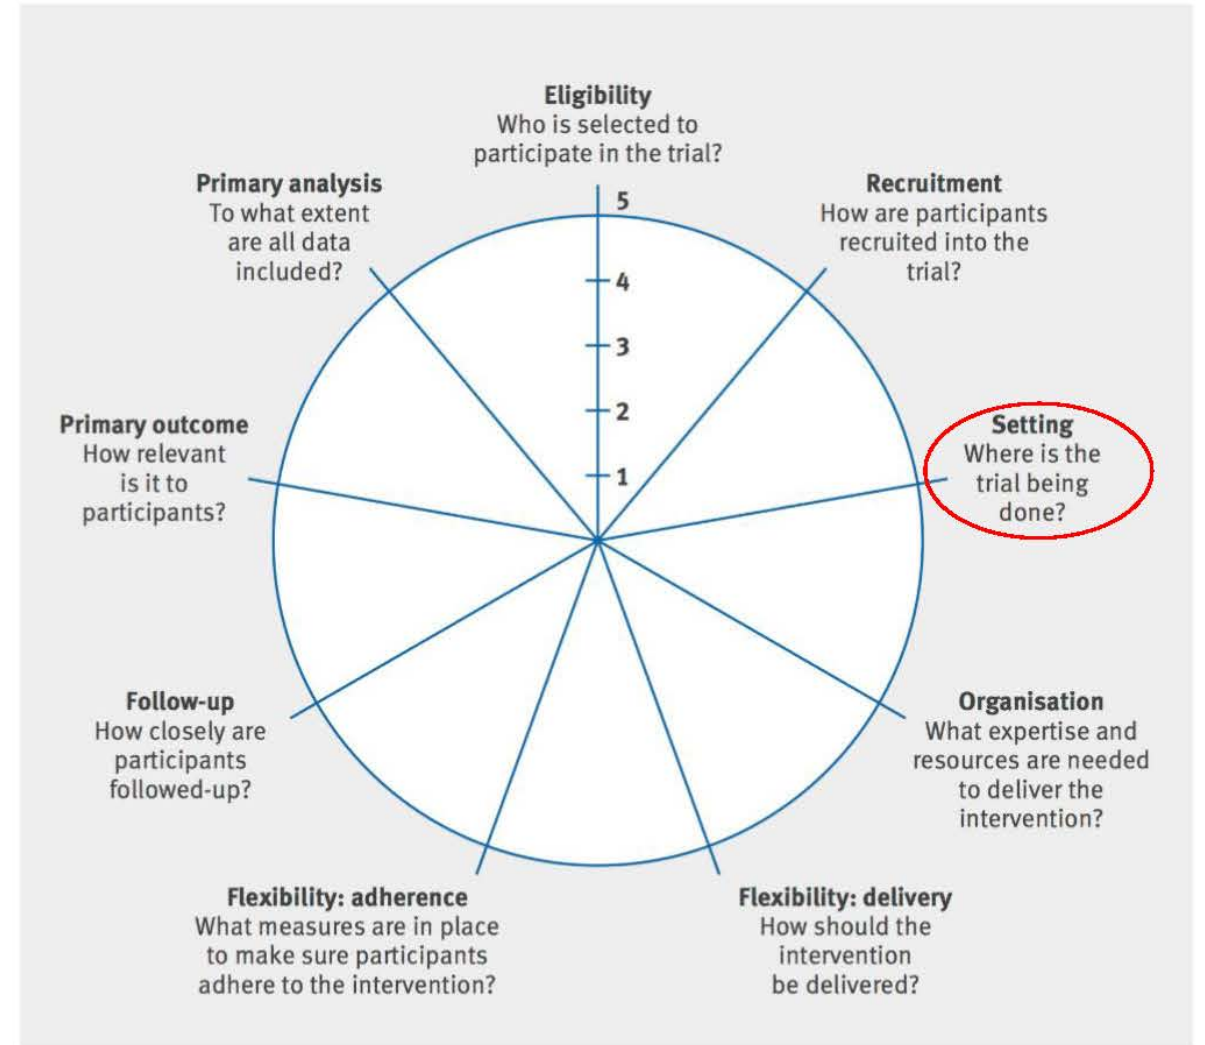 Eligibility
Who is selected to
participate in the trial?
Recruitment
How are participants
recruited into the
trial?
Setting
Where is the
trial being
done?
Organisation
What expertise and
resources are needed
to deliver the
intervention?
Flexibility: delivery
How should the
intervention
be delivered?
Flexibility: adherence
What measures are in place
to make sure participants
adhere to the intervention?
Follow-up
How closely are
participants
followed-up?
Primary outcome
How relevant
is it to
participants?
Primary analysis
To what extent
are all data
included?
5
4
3
2
1